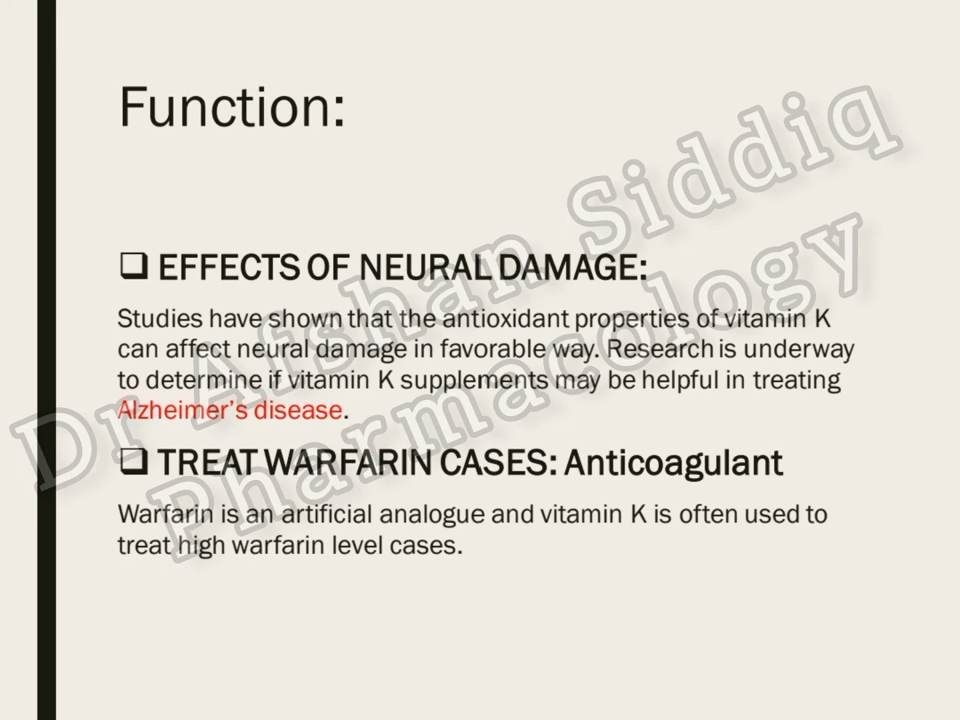 Function:
❑ EFFECTS OF NEURAL DAMAGE:
Studies have shown that the antioxidant properties of vitamin K
can affect neural damage in favorable way. Research is underway
to determine if vitamin K supplements may be helpful in treating
Alzheimer's disease.
❑ TREAT WARFARIN CASES: Anticoagulant
Warfarin is an artificial analogue and vitamin K is often used to
treat high warfarin level cases.
Dr Afshan Siddiq
Pharmacology